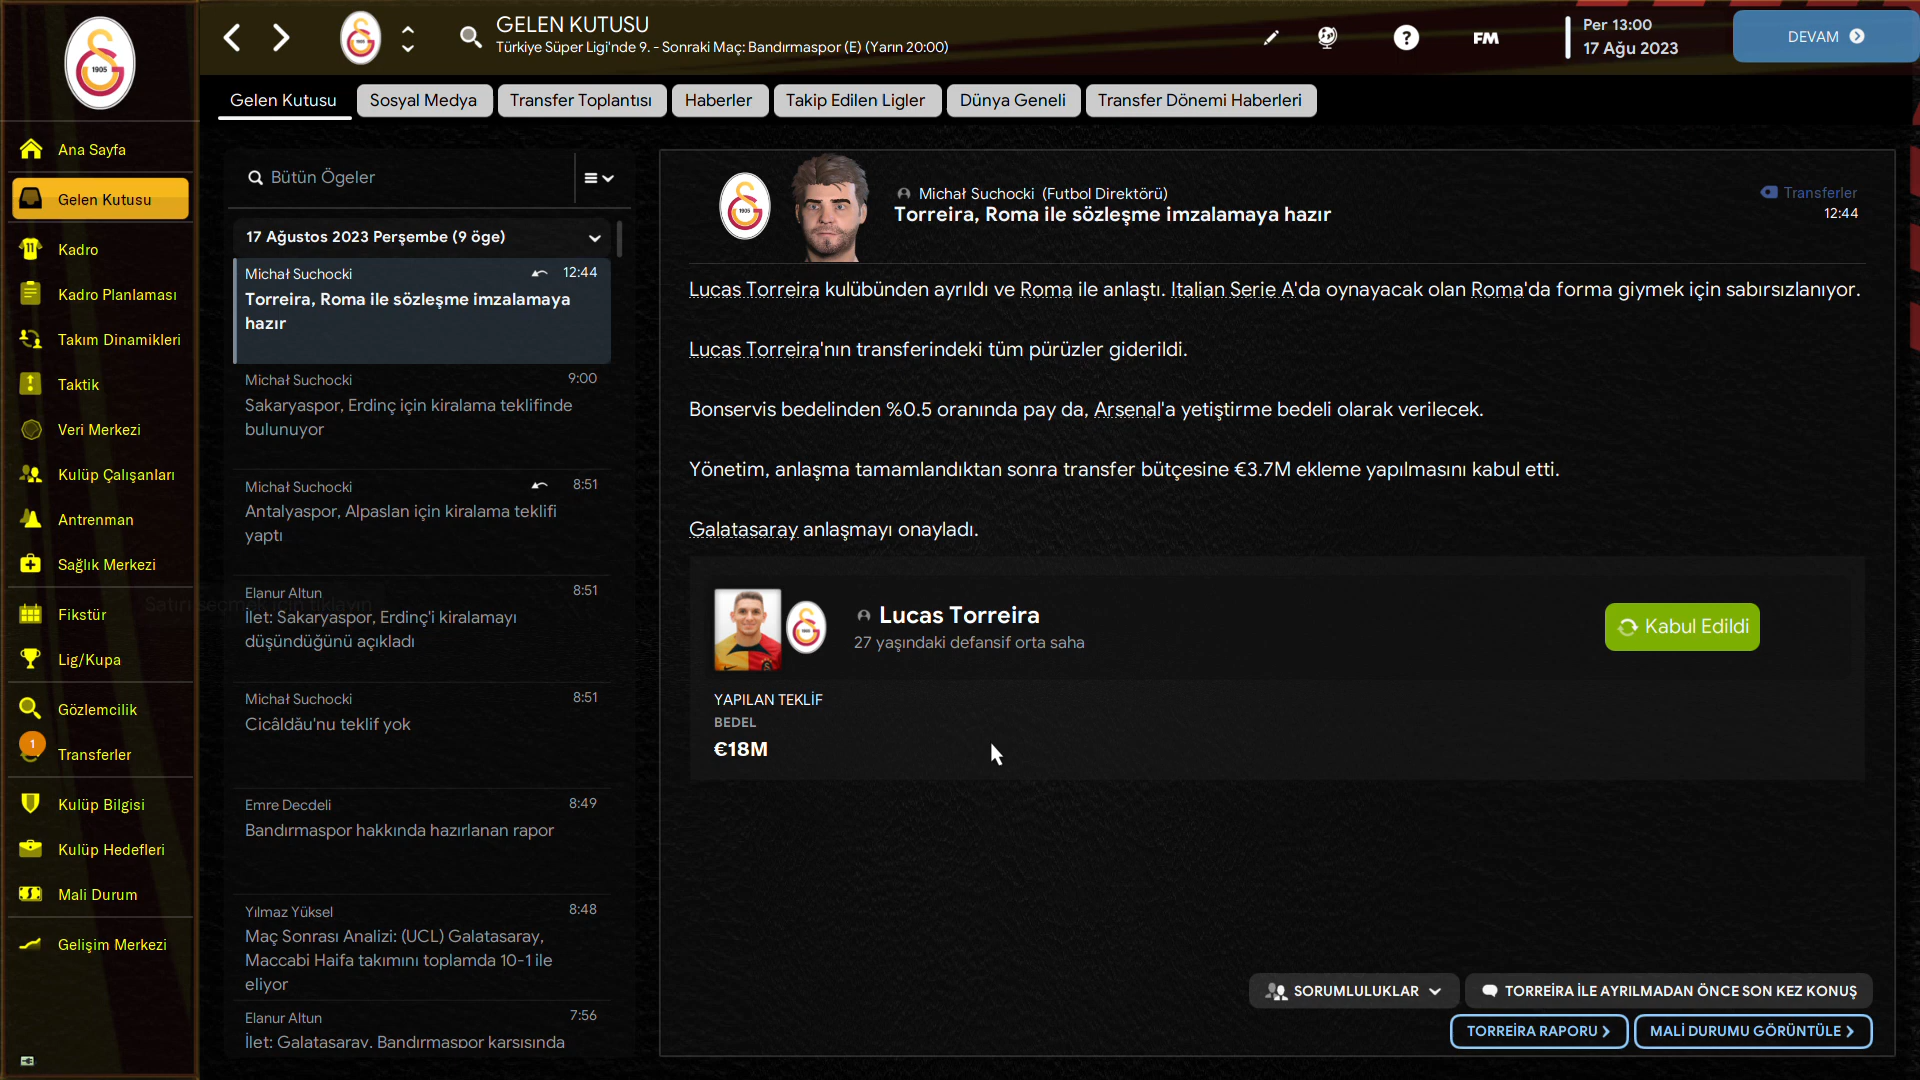 GELEN KUTUSU
Türkiye Süper Ligi'nde 9. - Sonraki Maç: Bandırmaspor (E) (Yarın 20:00)
FM
Per 13:00
17 Ağu 2023
DEVAM
1905
Gelen Kutusu
Sosyal Medya
Transfer Toplantısı
Haberler
Takip Edilen Ligler
Dünya Geneli
Transfer Dönemi Haberleri
Ana Sayfa
Gelen Kutusu
Kadro
Kadro Planlaması
Takım Dinamikleri
Taktik
Veri Merkezi
Kulüp Çalışanları
Antrenman
Sağlık Merkezi
Fikstür
Lig/Kupa
Gözlemcilik
1
Transferler
Kulüp Bilgisi
Kulüp Hedefleri
Mali Durum
Gelişim Merkezi
Satırı seçmek için tıklayın
Bütün Ögeler
17 Ağustos 2023 Perşembe (9 öge)
Michał Suchocki 12:44
Torreira, Roma ile sözleşme imzalamaya
hazır
Michał Suchocki 9:00
Sakaryaspor, Erdinç için kiralama teklifinde
bulunuyor
Michał Suchocki 8:51
Antalyaspor, Alpaslan için kiralama teklifi
yaptı
Elanur Altun 8:51
İlet: Sakaryaspor, Erdinç'i kiralamayı
düşündüğünü açıkladı
Michał Suchocki 8:51
Cicâldău'nu teklif yok
Emre Decdeli 8:49
Bandırmaspor hakkında hazırlanan rapor
Yılmaz Yüksel 8:48
Maç Sonrası Analizi: (UCL) Galatasaray,
Maccabi Haifa takımını toplamda 10-1 ile
eliyor
Elanur Altun 7:56
İlet: Galatasaray, Bandırmaspor karşısında
Michał Suchocki (Futbol Direktörü)
Torreira, Roma ile sözleşme imzalamaya hazır
Transferler
12:44
Lucas Torreira kulübünden ayrıldı ve Roma ile anlaştı. Italian Serie A'da oynayacak olan Roma'da forma giymek için sabırsızlanıyor.
Lucas Torreira'nın transferindeki tüm pürüzler giderildi.
Bonservis bedelinden %0.5 oranında pay da, Arsenal'a yetiştirme bedeli olarak verilecek.
Yönetim, anlaşma tamamlandıktan sonra transfer bütçesine €3.7M ekleme yapılmasını kabul etti.
Galatasaray anlaşmayı onayladı.
Lucas Torreira
27 yaşındaki defansif orta saha
Kabul Edildi
YAPILAN TEKLİF
BEDEL
€18M
SORUMLULUKLAR
TORREİRA İLE AYRILMADAN ÖNCE SON KEZ KONUŞ
TORREİRA RAPORU
MALİ DURUMU GÖRÜNTÜLE